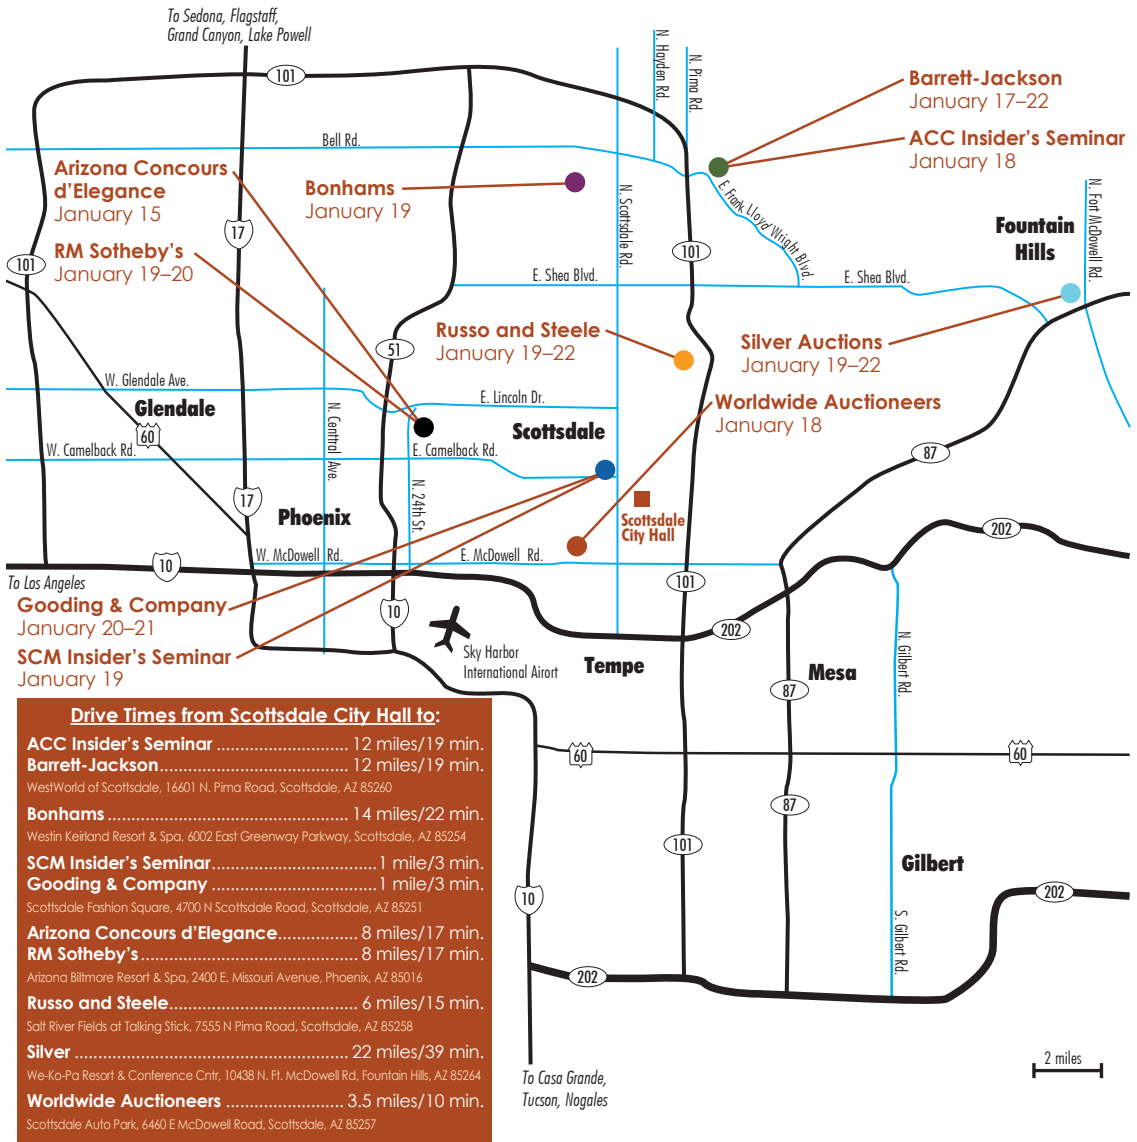 To Sedona, Flagstaff,
Grand Canyon, Lake Powell
101
N. Hayden Rd.
N. Pima Rd.
Barrett-Jackson
January 17–22
ACC Insider's Seminar
January 18
Bell Rd.
Arizona Concours
d'Elegance
January 15
Bonhams
January 19
N. Scottsdale Rd.
E. Frank Lloyd Wright Blvd.
N. Fort McDowell Rd.
Fountain
Hills
17
RM Sotheby's
January 19–20
101
101
E. Shea Blvd.
E. Shea Blvd.
Russo and Steele
January 19–22
Silver Auctions
January 19–22
51
W. Glendale Ave.
Glendale
60
N. Centtral Ave.
E. Lincoln Dr.
Scottsdale
Worldwide Auctioneers
January 18
W. Camelback Rd.
E. Camelback Rd.
87
17
Phoenix
N. 24th St.
Scottsdale
City Hall
202
W. McDowell Rd.
E. McDowell Rd.
10
To Los Angeles
101
Gooding & Company
January 20–21
10
202
SCM Insider's Seminar
January 19
Sky Harbor
International Airort
Tempe
Mesa
N. Gilbert Rd.
87
60
60
87
101
Gilbert
10
202
S. Gilbert Rd.
202
2 miles
To Casa Grande,
Tucson, Nogales
Drive Times from Scottsdale City Hall to:
ACC Insider's Seminar ........................ 12 miles/19 min.
Barrett-Jackson.................................. 12 miles/19 min.
WestWorld of Scottsdale, 16601 N. Pima Road, Scottsdale, AZ 85260
Bonhams ........................................... 14 miles/22 min.
Westin Keirland Resort & Spa, 6002 East Greenway Parkway, Scottsdale, AZ 85254
SCM Insider's Seminar.............................. 1 mile/3 min.
Gooding & Company .............................. 1 mile/3 min.
Scottsdale Fashion Square, 4700 N Scottsdale Road, Scottsdale, AZ 85251
Arizona Concours d'Elegance.............. 8 miles/17 min.
RM Sotheby's....................................... 8 miles/17 min.
Arizona Biltmore Resort & Spa, 2400 E. Missouri Avenue, Phoenix, AZ 85016
Russo and Steele.................................. 6 miles/15 min.
Salt River Fields at Talking Stick, 7555 N Pima Road, Scottsdale, AZ 85258
Silver ................................................. 22 miles/39 min.
We-Ko-Pa Resort & Conference Cntr, 10438 N. Ft. McDowell Rd, Fountain Hills, AZ 85264
Worldwide Auctioneers ..................... 3.5 miles/10 min.
Scottsdale Auto Park, 6460 E McDowell Road, Scottsdale, AZ 85257